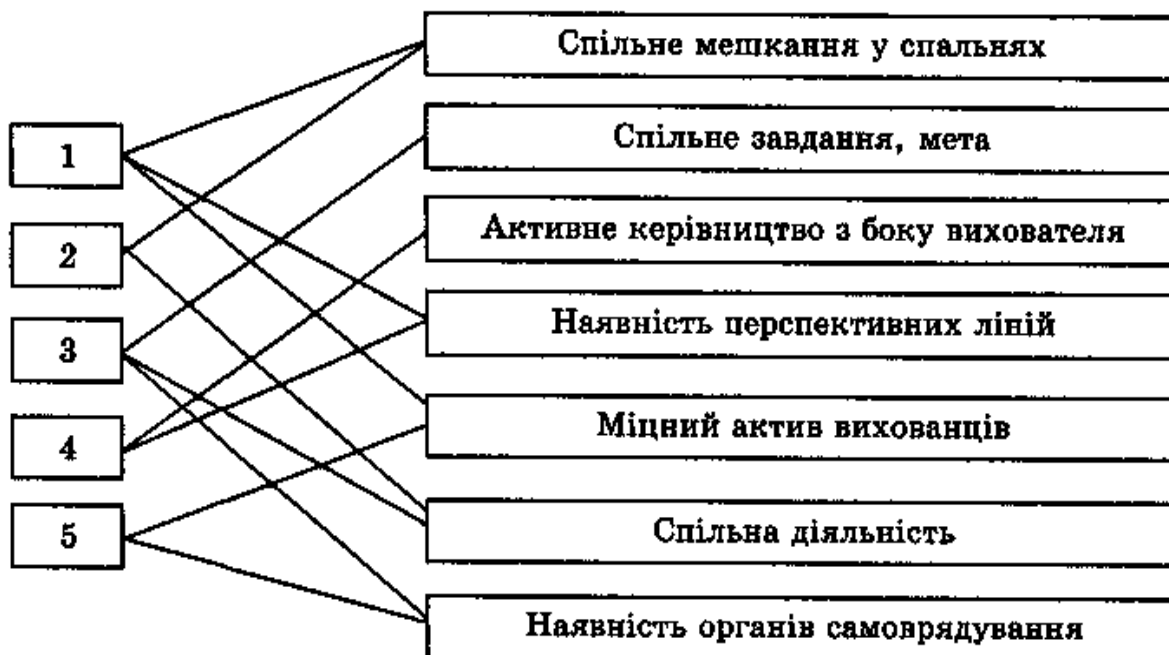 Спільне мешкання у спальнях
1
Спільне завдання, мета
2
Активне керівництво з боку вихователя
3
Наявність перспективних ліній
4
Міцний актив вихованців
5
Спільна діяльність
Наявність органів самоврядування